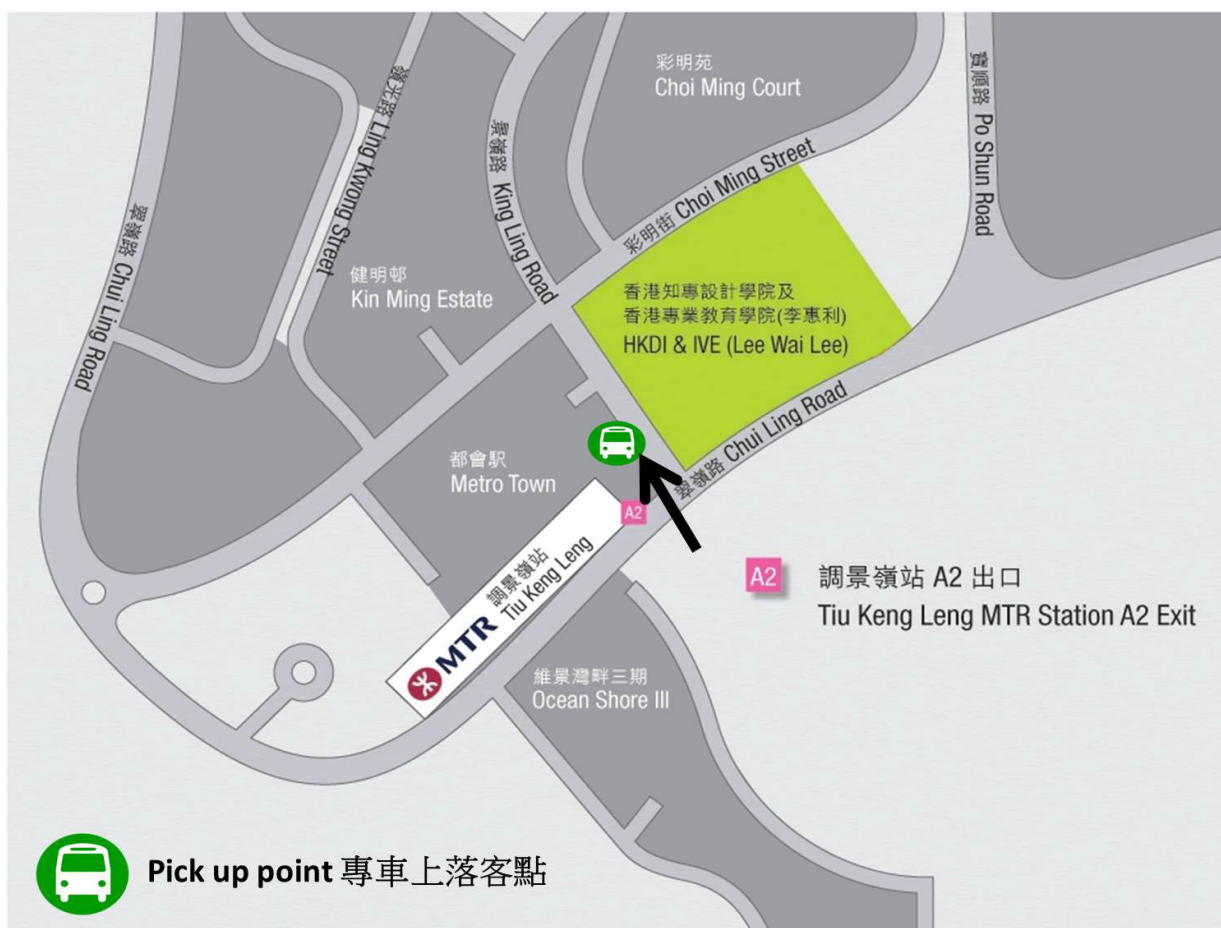 彩明苑
Choi Ming Court
寶順路 Po Shun Road
嶺光路 Ling Kwong Street
景嶺路 King Ling Road
彩明街 Choi Ming Street
翠嶺路 Chui Ling Road
健明邨
Kin Ming Estate
香港知專設計學院及
香港專業教育學院(李惠利)
HKDI & IVE (Lee Wai Lee)
都會駅
Metro Town
翠嶺路 Chui Ling Road
A2
調景嶺站
MTR Tiu Keng Leng
A2 調景嶺站 A2 出口
Tiu Keng Leng MTR Station A2 Exit
維景灣畔三期
Ocean Shore III
Pick up point 專車上落客點